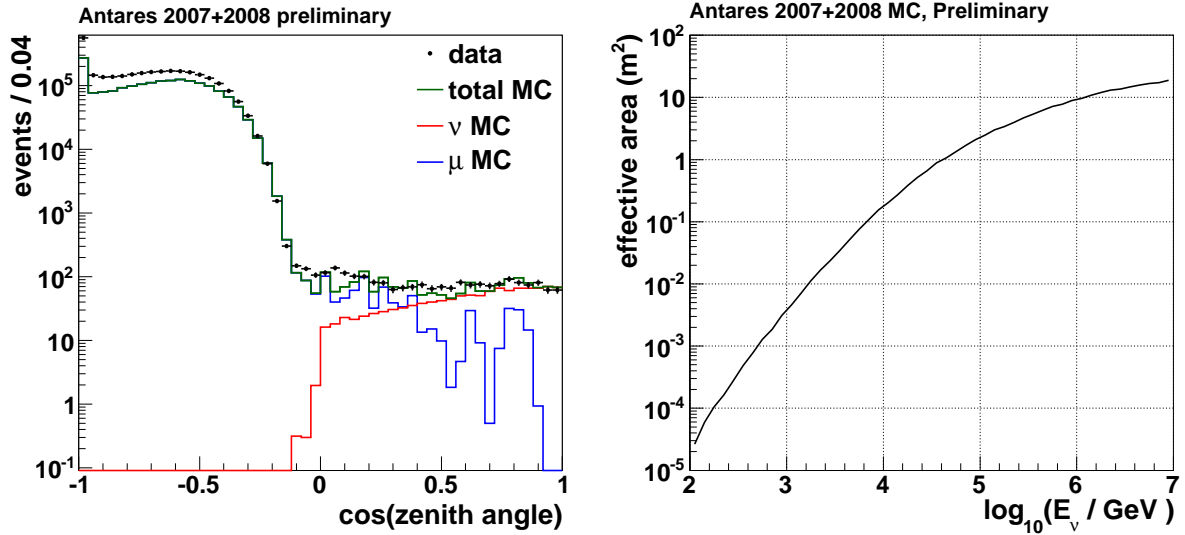 Antares 2007+2008 preliminary
events / 0.04
10^5
10^4
10^3
10^2
10
1
10^-1
-1
-0.5
0
0.5
1
cos(zenith angle)
data
total MC
ν MC
μ MC
Antares 2007+2008 MC, Preliminary
effective area (m^2)
10^2
10
1
10^-1
10^-2
10^-3
10^-4
10^-5
2
3
4
5
6
7
log_10(E_ν / GeV )